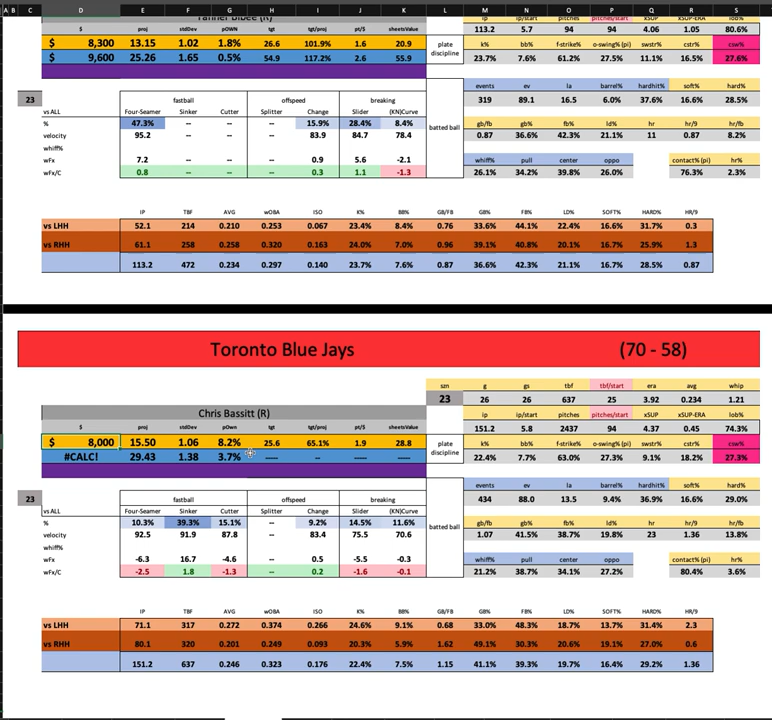 A B C D E F G H I J K L M N O P Q R S
Tanner Bibee (R)
$ proj stdDev pOWN tgt tgt/proj pt/$ sheetsValue
$ 8,300 13.15 1.02 1.8% 26.6 101.9% 1.6 20.9
$ 9,600 25.26 1.65 0.5% 54.9 117.2% 2.6 55.9
ip ip/start pitches pitches/start xSUP xSUP-ERA lob%
113.2 5.7 94 94 4.06 1.05 80.6%
plate discipline
k% bb% f-strike% o-swing% (pi) swstr% cstr% csw%
23.7% 7.6% 61.2% 27.5% 11.1% 16.5% 27.6%
23
fastball offspeed breaking
vs ALL Four-Seamer Sinker Cutter Splitter Change Slider (KN)Curve
% 47.3% -- -- -- 15.9% 28.4% 8.4%
velocity 95.2 -- -- -- 83.9 84.7 78.4
whiff%
wFx 7.2 0.9 5.6 -2.1
wFx/C 0.8 -- -- -- 0.3 1.1 -1.3
batted ball
events ev la barrel% hardhit% soft% hard%
319 89.1 16.5 6.0% 37.6% 16.6% 28.5%
gb/fb gb% fb% ld% hr hr/9 hr/fb
0.87 36.6% 42.3% 21.1% 11 0.87 8.2%
whiff% pull center oppo contact% (pi) hr%
26.1% 34.2% 39.8% 26.0% 76.3% 2.3%
IP TBF AVG wOBA ISO K% BB% GB/FB GB% FB% LD% SOFT% HARD% HR/9
vs LHH 52.1 214 0.210 0.253 0.067 23.4% 8.4% 0.76 33.6% 44.1% 22.4% 16.6% 31.7% 0.3
vs RHH 61.1 258 0.258 0.320 0.163 24.0% 7.0% 0.96 39.1% 40.8% 20.1% 16.7% 25.9% 1.3
113.2 472 0.234 0.297 0.140 23.7% 7.6% 0.87 36.6% 42.3% 21.1% 16.7% 28.5% 0.87
Toronto Blue Jays (70 - 58)
szn g gs tbf tbf/start era avg whip
23 26 26 637 25 3.92 0.234 1.21
Chris Bassitt (R)
$ proj stdDev pOwn tgt tgt/proj pt/$ sheetsValue
$ 8,000 15.50 1.06 8.2% 25.6 65.1% 1.9 28.8
#CALC! 29.43 1.38 3.7% ---- -- -- ----
ip ip/start pitches pitches/start xSUP xSUP-ERA lob%
151.2 5.8 2437 94 4.37 0.45 74.3%
plate discipline
k% bb% f-strike% o-swing% (pi) swstr% cstr% csw%
22.4% 7.7% 63.0% 27.3% 9.1% 18.2% 27.3%
23
fastball offspeed breaking
vs ALL Four-Seamer Sinker Cutter Splitter Change Slider (KN)Curve
% 10.3% 39.3% 15.1% -- 9.2% 14.5% 11.6%
velocity 92.5 91.9 87.8 -- 83.4 75.5 70.6
whiff%
wFx -6.3 16.7 -4.6 0.5 -5.5 -0.3
wFx/C -2.5 1.8 -1.3 -- 0.2 -1.6 -0.1
batted ball
events ev la barrel% hardhit% soft% hard%
434 88.0 13.5 9.4% 36.9% 16.6% 29.0%
gb/fb gb% fb% ld% hr hr/9 hr/fb
1.07 41.5% 38.7% 19.8% 23 1.36 13.8%
whiff% pull center oppo contact% (pi) hr%
21.2% 38.7% 34.1% 27.2% 80.4% 3.6%
IP TBF AVG wOBA ISO K% BB% GB/FB GB% FB% LD% SOFT% HARD% HR/9
vs LHH 71.1 317 0.272 0.374 0.266 24.6% 9.1% 0.68 33.0% 48.3% 18.7% 13.7% 31.4% 2.3
vs RHH 80.1 320 0.201 0.249 0.093 20.3% 5.9% 1.62 49.1% 30.3% 20.6% 19.1% 27.0% 0.6
151.2 637 0.246 0.323 0.176 22.4% 7.5% 1.15 41.1% 39.3% 19.7% 16.4% 29.2% 1.36